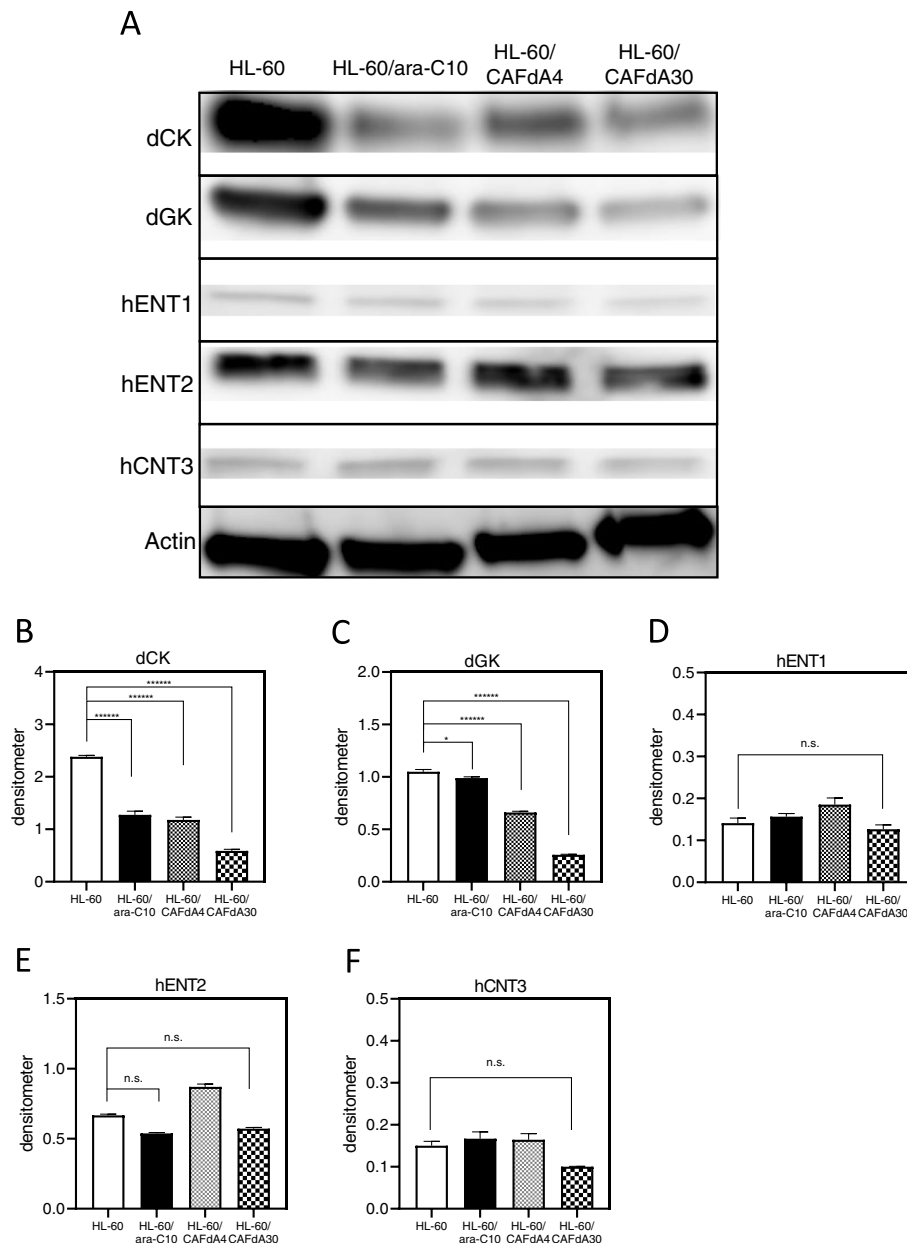 A
HL-60
HL-60/ara-C10
HL-60/
CAFdA4
HL-60/
CAFdA30
dCK
dGK
hENT1
hENT2
hCNT3
Actin
B
dCK
densitometer
4
3
2
1
0
******
******
******
HL-60
HL-60/
ara-C10
HL-60/
CAFdA4
HL-60/
CAFdA30
C
dGK
densitometer
2.0
1.5
1.0
0.5
0.0
******
******
*
HL-60
HL-60/
ara-C10
HL-60/
CAFdA4
HL-60/
CAFdA30
D
hENT1
densitometer
0.5
0.4
0.3
0.2
0.1
0.0
n.s.
HL-60
HL-60/
ara-C10
HL-60/
CAFdA4
HL-60/
CAFdA30
E
hENT2
densitometer
1.5
1.0
0.5
0.0
n.s.
n.s.
HL-60
HL-60/
ara-C10
HL-60/
CAFdA4
HL-60/
CAFdA30
F
hCNT3
densitometer
0.5
0.4
0.3
0.2
0.1
0.0
n.s.
HL-60
HL-60/
ara-C10
HL-60/
CAFdA4
HL-60/
CAFdA30